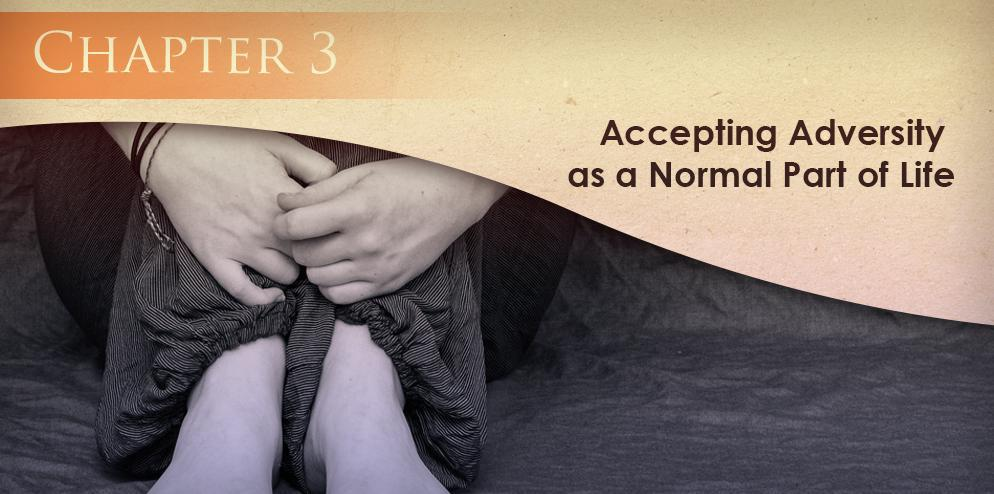 Chapter 3
Accepting Adversity
as a Normal Part of Life